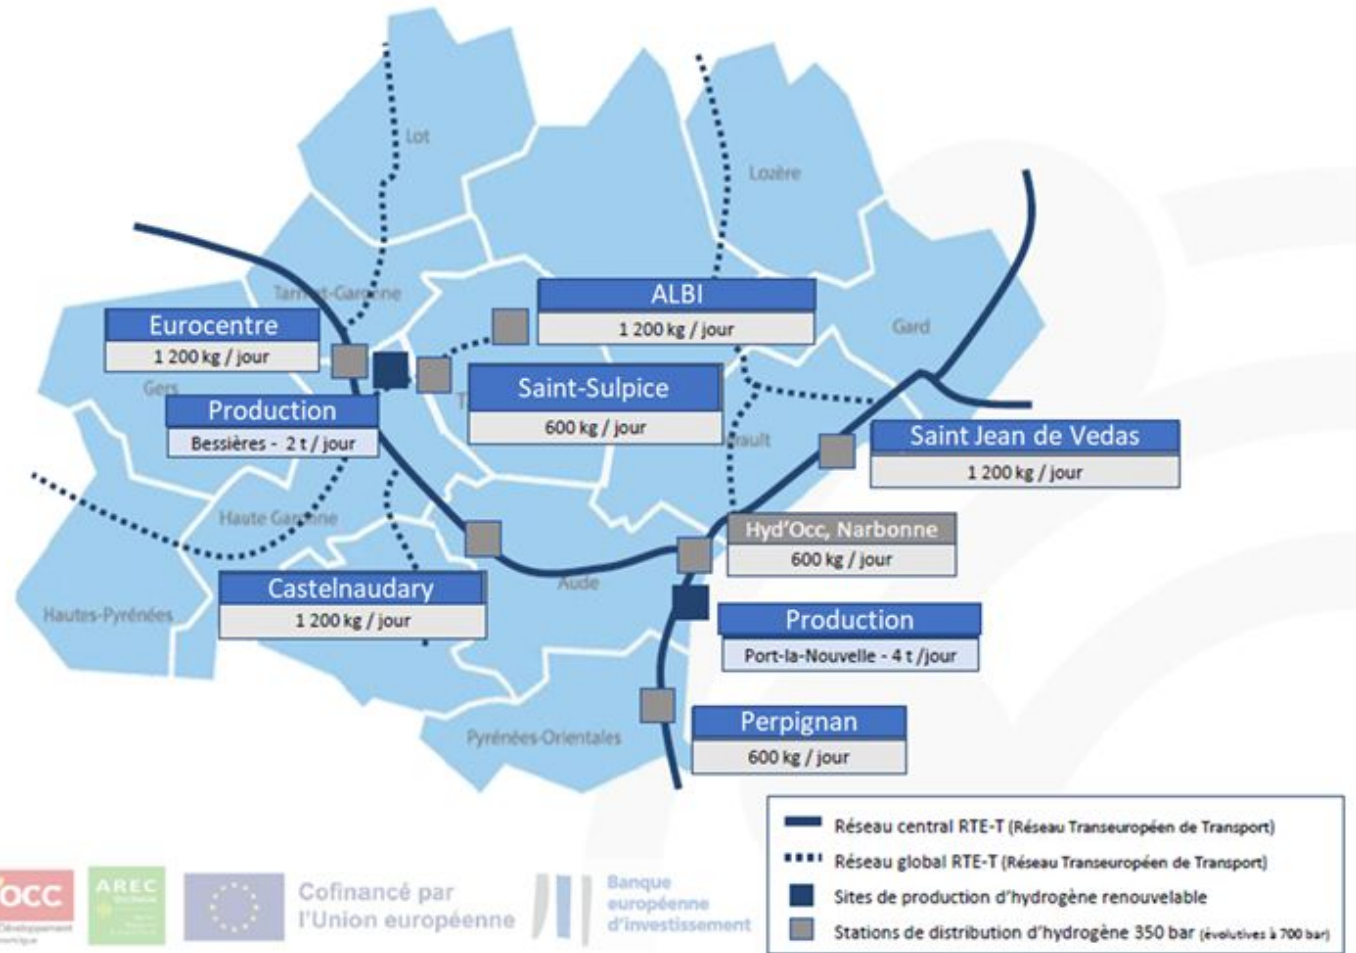 Lot
Lozère
Tarn-et-Garonne
ALBI
1 200 kg / jour
Gard
Eurocentre
1 200 kg / jour
Gers
Saint-Sulpice
600 kg / jour
Production
Bessières - 2 t / jour
Saint Jean de Vedas
1 200 kg / jour
Haute Garonne
Hyd'Occ, Narbonne
600 kg / jour
Castelnaudary
1 200 kg / jour
Aude
Hautes-Pyrénées
Production
Port-la-Nouvelle - 4 t /jour
Perpignan
600 kg / jour
Pyrénées-Orientales
Réseau central RTE-T (Réseau Transeuropéen de Transport)
Réseau global RTE-T (Réseau Transeuropéen de Transport)
Sites de production d'hydrogène renouvelable
Stations de distribution d'hydrogène 350 bar (évolutives à 700 bar)
OCC
AREC
Cofinancé par
l'Union européenne
Banque
européenne
d'investissement